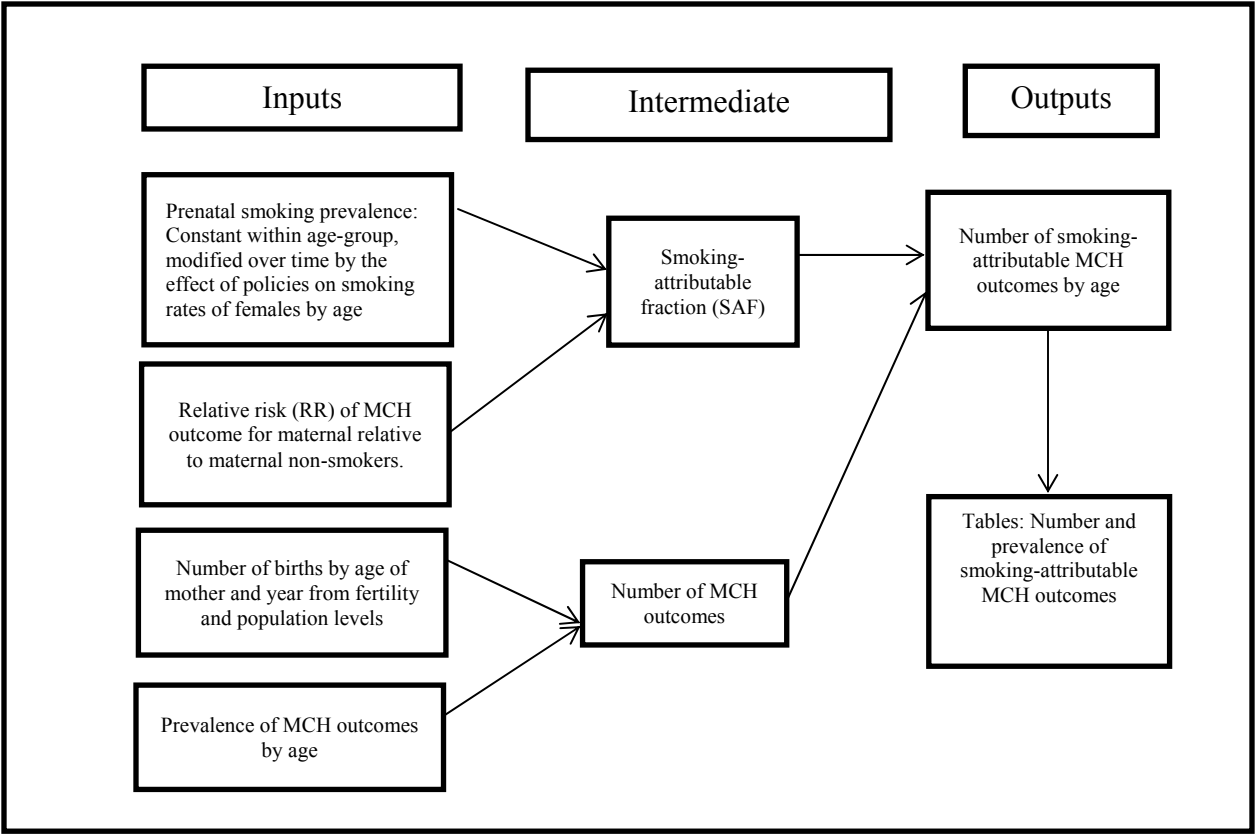 Inputs
Intermediate
Outputs
Prenatal smoking prevalence:
Constant within age-group,
modified over time by the
effect of policies on smoking
rates of females by age
Relative risk (RR) of MCH
outcome for maternal relative
to maternal non-smokers.
Number of births by age of
mother and year from fertility
and population levels
Prevalence of MCH outcomes
by age
Smoking-
attributable
fraction (SAF)
Number of MCH
outcomes
Number of smoking-
attributable MCH
outcomes by age
Tables: Number and
prevalence of
smoking-attributable
MCH outcomes